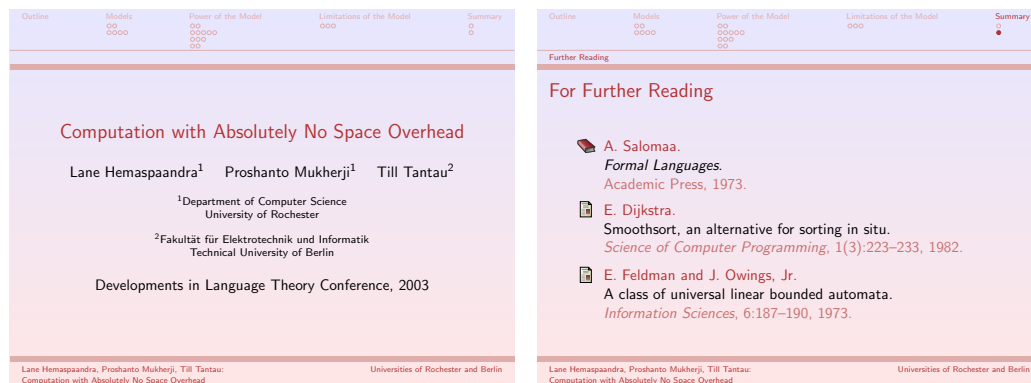 Outline Models Power of the Model Limitations of the Model Summary
Computation with Absolutely No Space Overhead
Lane Hemaspaandra1 Proshanto Mukherji1 Till Tantau2
1Department of Computer Science
University of Rochester
2Fakultät für Elektrotechnik und Informatik
Technical University of Berlin
Developments in Language Theory Conference, 2003
Lane Hemaspaandra, Proshanto Mukherji, Till Tantau: Universities of Rochester and Berlin
Computation with Absolutely No Space Overhead
Outline Models Power of the Model Limitations of the Model Summary
Further Reading
For Further Reading
A. Salomaa.
Formal Languages.
Academic Press, 1973.
E. Dijkstra.
Smoothsort, an alternative for sorting in situ.
Science of Computer Programming, 1(3):223–233, 1982.
E. Feldman and J. Owings, Jr.
A class of universal linear bounded automata.
Information Sciences, 6:187–190, 1973.
Lane Hemaspaandra, Proshanto Mukherji, Till Tantau: Universities of Rochester and Berlin
Computation with Absolutely No Space Overhead